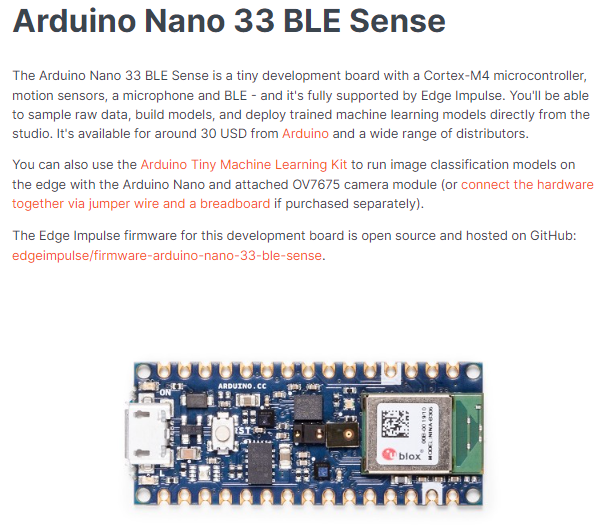 Arduino Nano 33 BLE Sense
The Arduino Nano 33 BLE Sense is a tiny development board with a Cortex-M4 microcontroller,
motion sensors, a microphone and BLE - and it's fully supported by Edge Impulse. You'll be able
to sample raw data, build models, and deploy trained machine learning models directly from the
studio. It's available for around 30 USD from Arduino and a wide range of distributors.
You can also use the Arduino Tiny Machine Learning Kit to run image classification models on
the edge with the Arduino Nano and attached OV7675 camera module (or connect the hardware
together via jumper wire and a breadboard if purchased separately).
The Edge Impulse firmware for this development board is open source and hosted on GitHub:
edgeimpulse/firmware-arduino-nano-33-ble-sense.
ARDUINO.CC
ON
blox